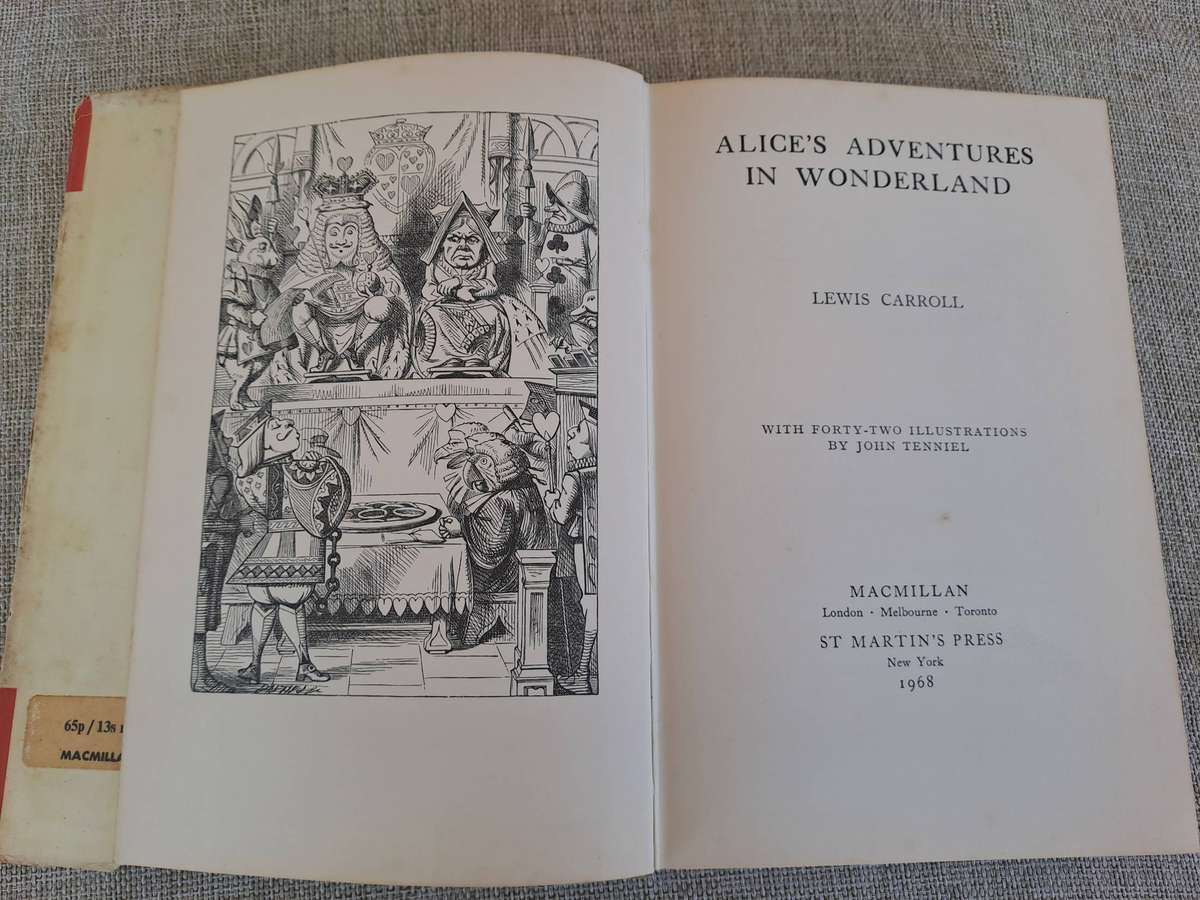 65p / 13s
MACMILLA
ALICE'S ADVENTURES
IN WONDERLAND
LEWIS CARROLL
WITH FORTY-TWO ILLUSTRATIONS
BY JOHN TENNIEL
MACMILLAN
London · Melbourne · Toronto
ST MARTIN'S PRESS
New York
1968